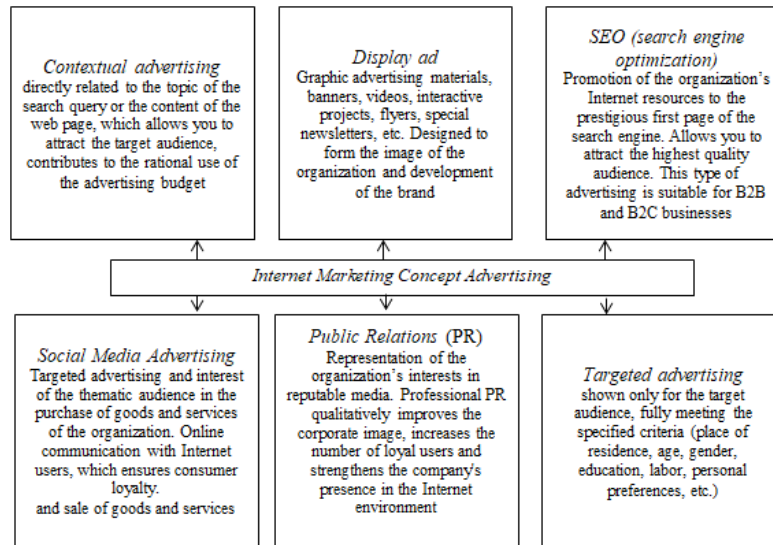 Contextual advertising
directly related to the topic of the
search query or the content of the
web page, which allows you to
attract the target audience,
contributes to the rational use of
the advertising budget
Display ad
Graphic advertising materials,
banners, videos, interactive
projects, flyers, special
newsletters, etc. Designed to
form the image of the
organization and development
of the brand
SEO (search engine
optimization)
Promotion of the organization's
Internet resources to the
prestigious first page of the
search engine. Allows you to
attract the highest quality
audience. This type of
advertising is suitable for B2B
and B2C businesses
Internet Marketing Concept Advertising
Social Media Advertising
Targeted advertising and interest
of the thematic audience in the
purchase of goods and services
of the organization. Online
communication with Internet
users, which ensures consumer
loyalty.
and sale of goods and services
Public Relations (PR)
Representation of the
organization's interests in
reputable media. Professional PR
qualitatively improves the
corporate image, increases the
number of loyal users and
strengthens the company's
presence in the Internet
environment
Targeted advertising
shown only for the target
audience, fully meeting the
specified criteria (place of
residence, age, gender,
education, labor, personal
preferences, etc.)